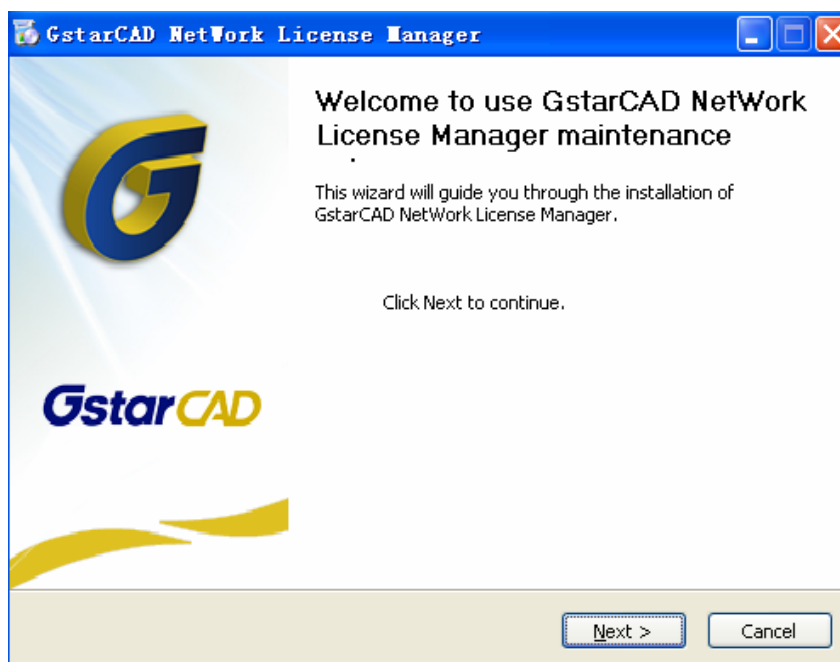 GstarCAD NetWork License Manager
Welcome to use GstarCAD NetWork
License Manager maintenance
.
This wizard will guide you through the installation of
GstarCAD NetWork License Manager.
Click Next to continue.
G
GstarCAD
Next >
Cancel